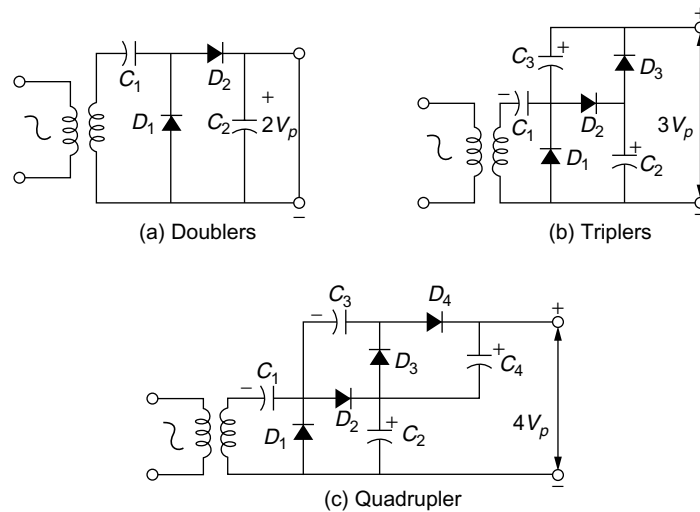 C1
D2
D1
C2
+
2Vp
−
(a) Doublers
+
C3
+
D3
−
C1
D2
3Vp
D1
+
C2
−
(b) Triplers
C3
D4
+
−
+
C4
D3
C1
−
D2
+
C2
D1
4Vp
−
(c) Quadrupler